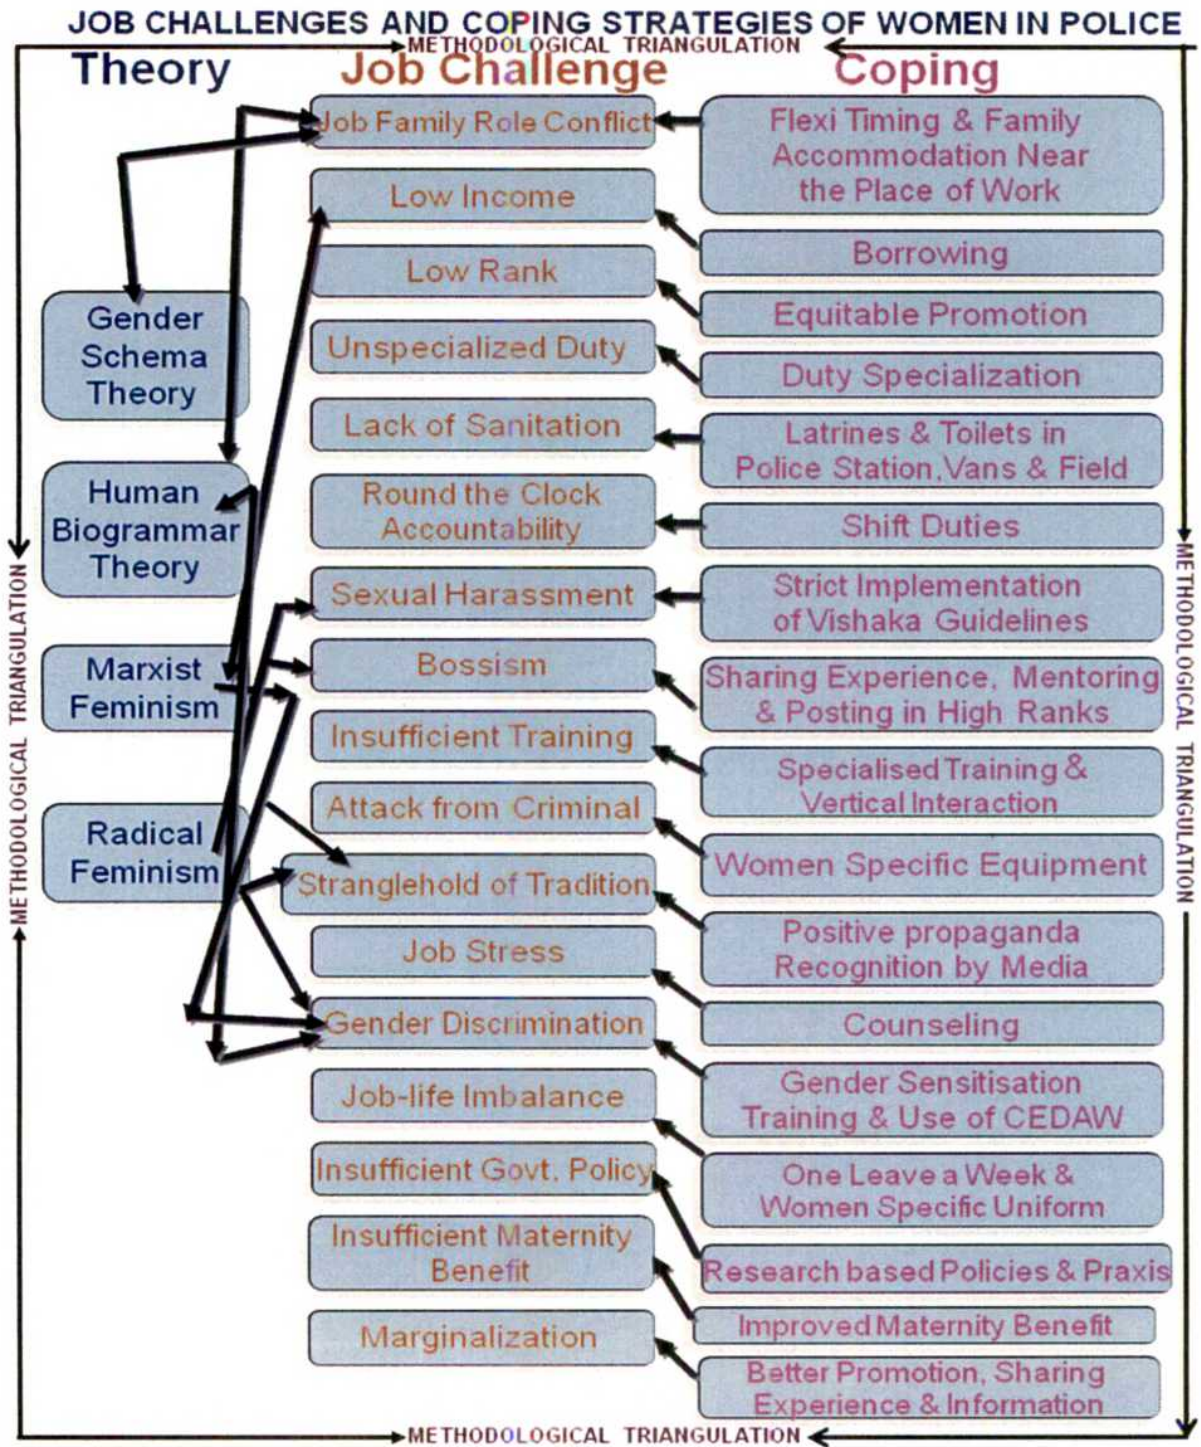 JOB CHALLENGES AND COPING STRATEGIES OF WOMEN IN POLICE
METHODOLOGICAL TRIANGULATION
Theory
Job Challenge
Coping
Gender
Schema
Theory
Human
Biogrammar
Theory
Marxist
Feminism
Radical
Feminism
Job Family Role Conflict
Low Income
Low Rank
Unspecialized Duty
Lack of Sanitation
Round the Clock
Accountability
Sexual Harassment
Bossism
Insufficient Training
Attack from Criminal
Stranglehold of Tradition
Job Stress
Gender Discrimination
Job-life Imbalance
Insufficient Govt. Policy
Insufficient Maternity
Benefit
Marginalization
Flexi Timing & Family
Accommodation Near
the Place of Work
Borrowing
Equitable Promotion
Duty Specialization
Latrines & Toilets in
Police Station,Vans & Field
Shift Duties
Strict Implementation
of Vishaka Guidelines
Sharing Experience, Mentoring
& Posting in High Ranks
Specialised Training &
Vertical Interaction
Women Specific Equipment
Positive propaganda
Recognition by Media
Counseling
Gender Sensitisation
Training & Use of CEDAW
One Leave a Week &
Women Specific Uniform
Research based Policies & Praxis
Improved Maternity Benefit
Better Promotion, Sharing
Experience & Information
METHODOLOGICAL TRIANGULATION
METHODOLOGICAL TRIANGULATION
METHODOLOGICAL TRIANGULATION